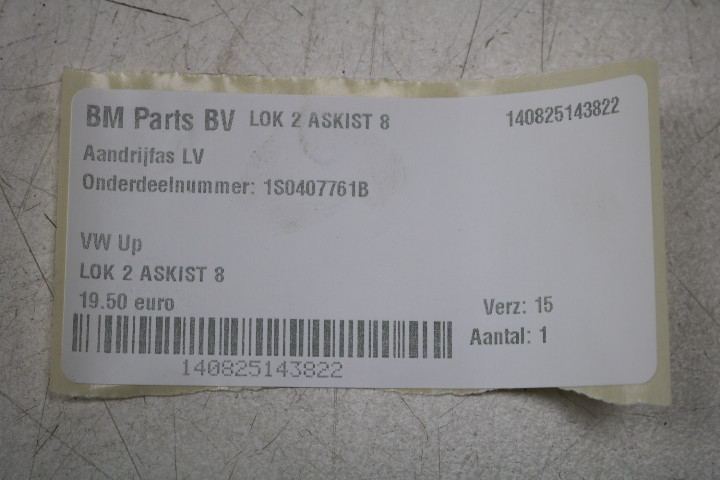 BM Parts BV LOK 2 ASKIST 8 140825143822
Aandrijfas LV
Onderdeelnummer: 1S0407761B
VW Up
LOK 2 ASKIST 8
19.50 euro Verz: 15
Aantal: 1
140825143822